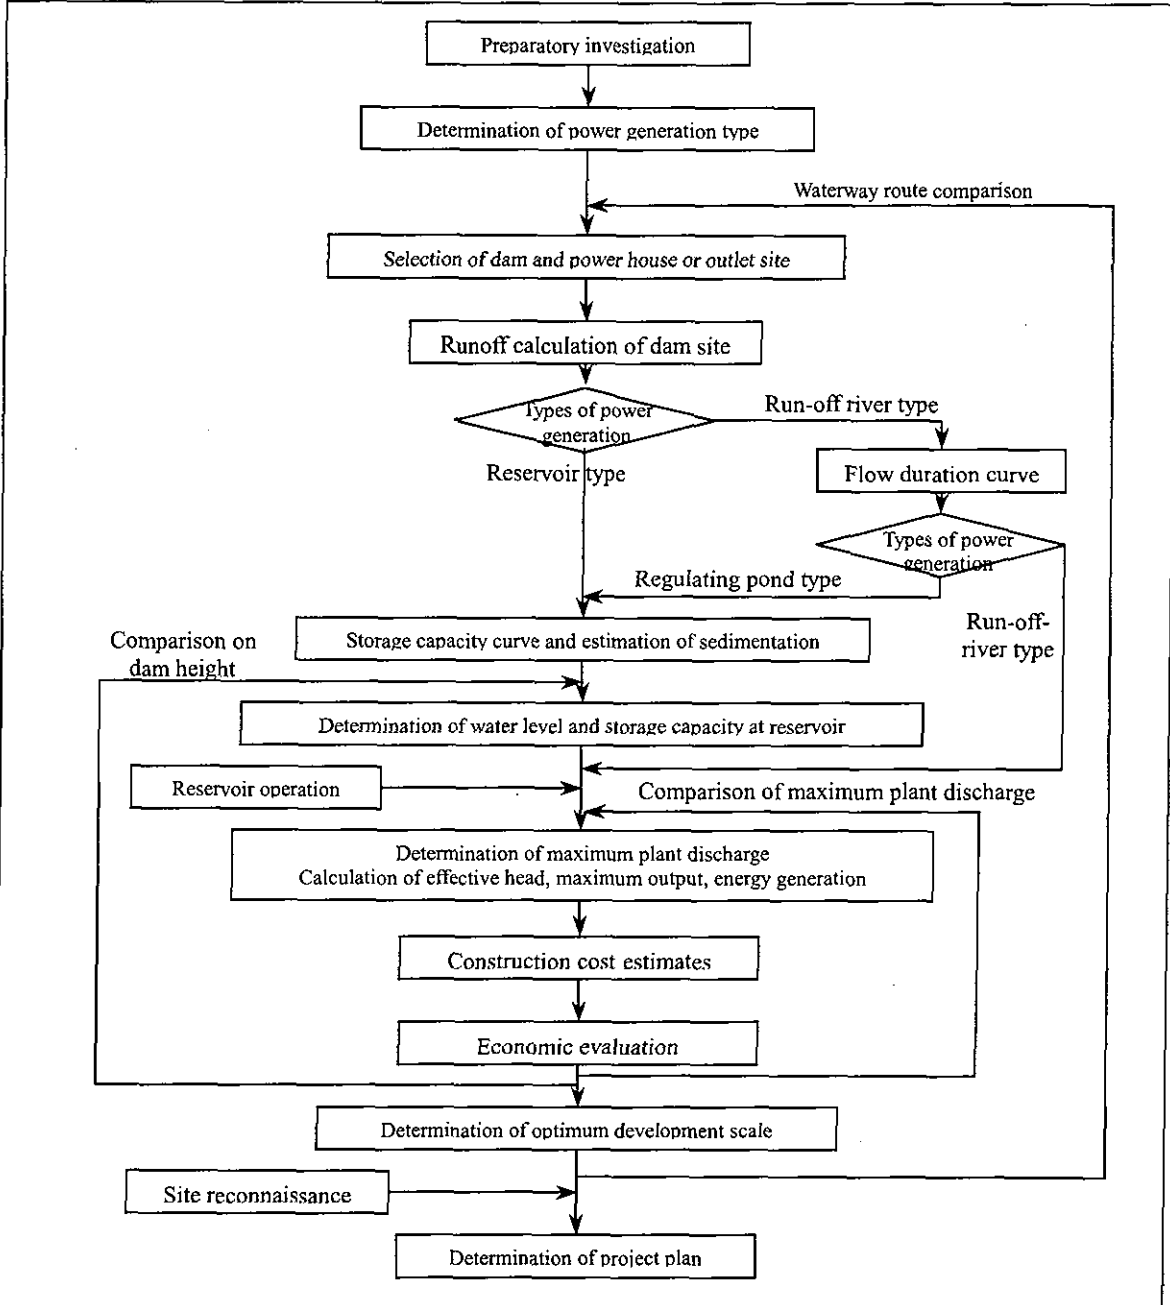 Preparatory investigation
Determination of power generation type
Waterway route comparison
Selection of dam and power house or outlet site
Runoff calculation of dam site
Types of power
generation
Run-off river type
Reservoir type
Flow duration curve
Types of power
generation
Regulating pond type
Run-off-
river type
Comparison on
dam height
Storage capacity curve and estimation of sedimentation
Determination of water level and storage capacity at reservoir
Reservoir operation
Comparison of maximum plant discharge
Determination of maximum plant discharge
Calculation of effective head, maximum output, energy generation
Construction cost estimates
Economic evaluation
Determination of optimum development scale
Site reconnaissance
Determination of project plan